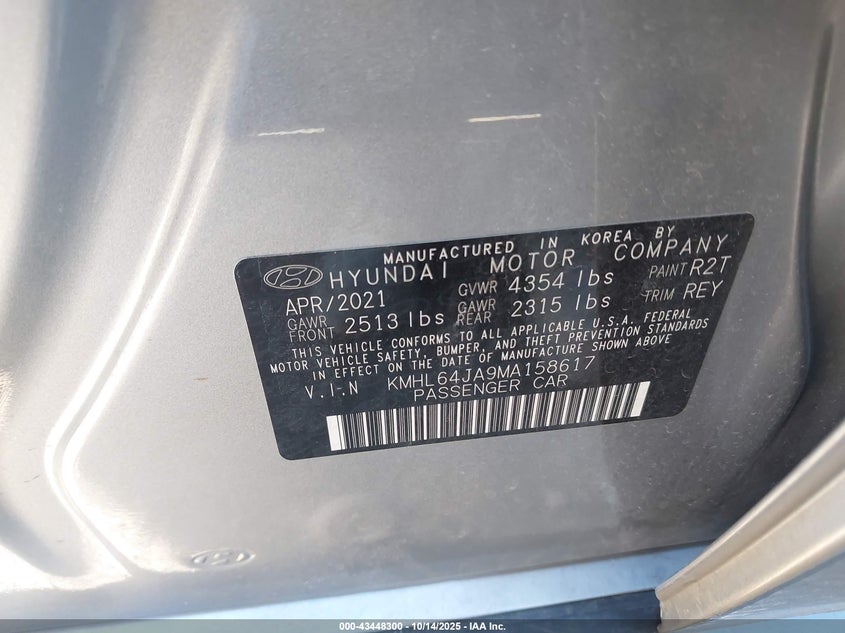 MANUFACTURED IN KOREA BY
HYUNDAI MOTOR COMPANY
APR/2021 GVWR 4354 lbs PAINT R2T
GAWR FRONT 2513 lbs GAWR REAR 2315 lbs TRIM REY
THIS VEHICLE CONFORMS TO ALL APPLICABLE U.S.A. FEDERAL
MOTOR VEHICLE SAFETY, BUMPER, AND THEFT PREVENTION STANDARDS
IN EFFECT ON THE DATE OF MANUFACTURE SHOWN ABOVE
V.I.N KMHL64JA9MA158617
PASSENGER CAR
000-43448300 - 10/14/2025 - IAA Inc.